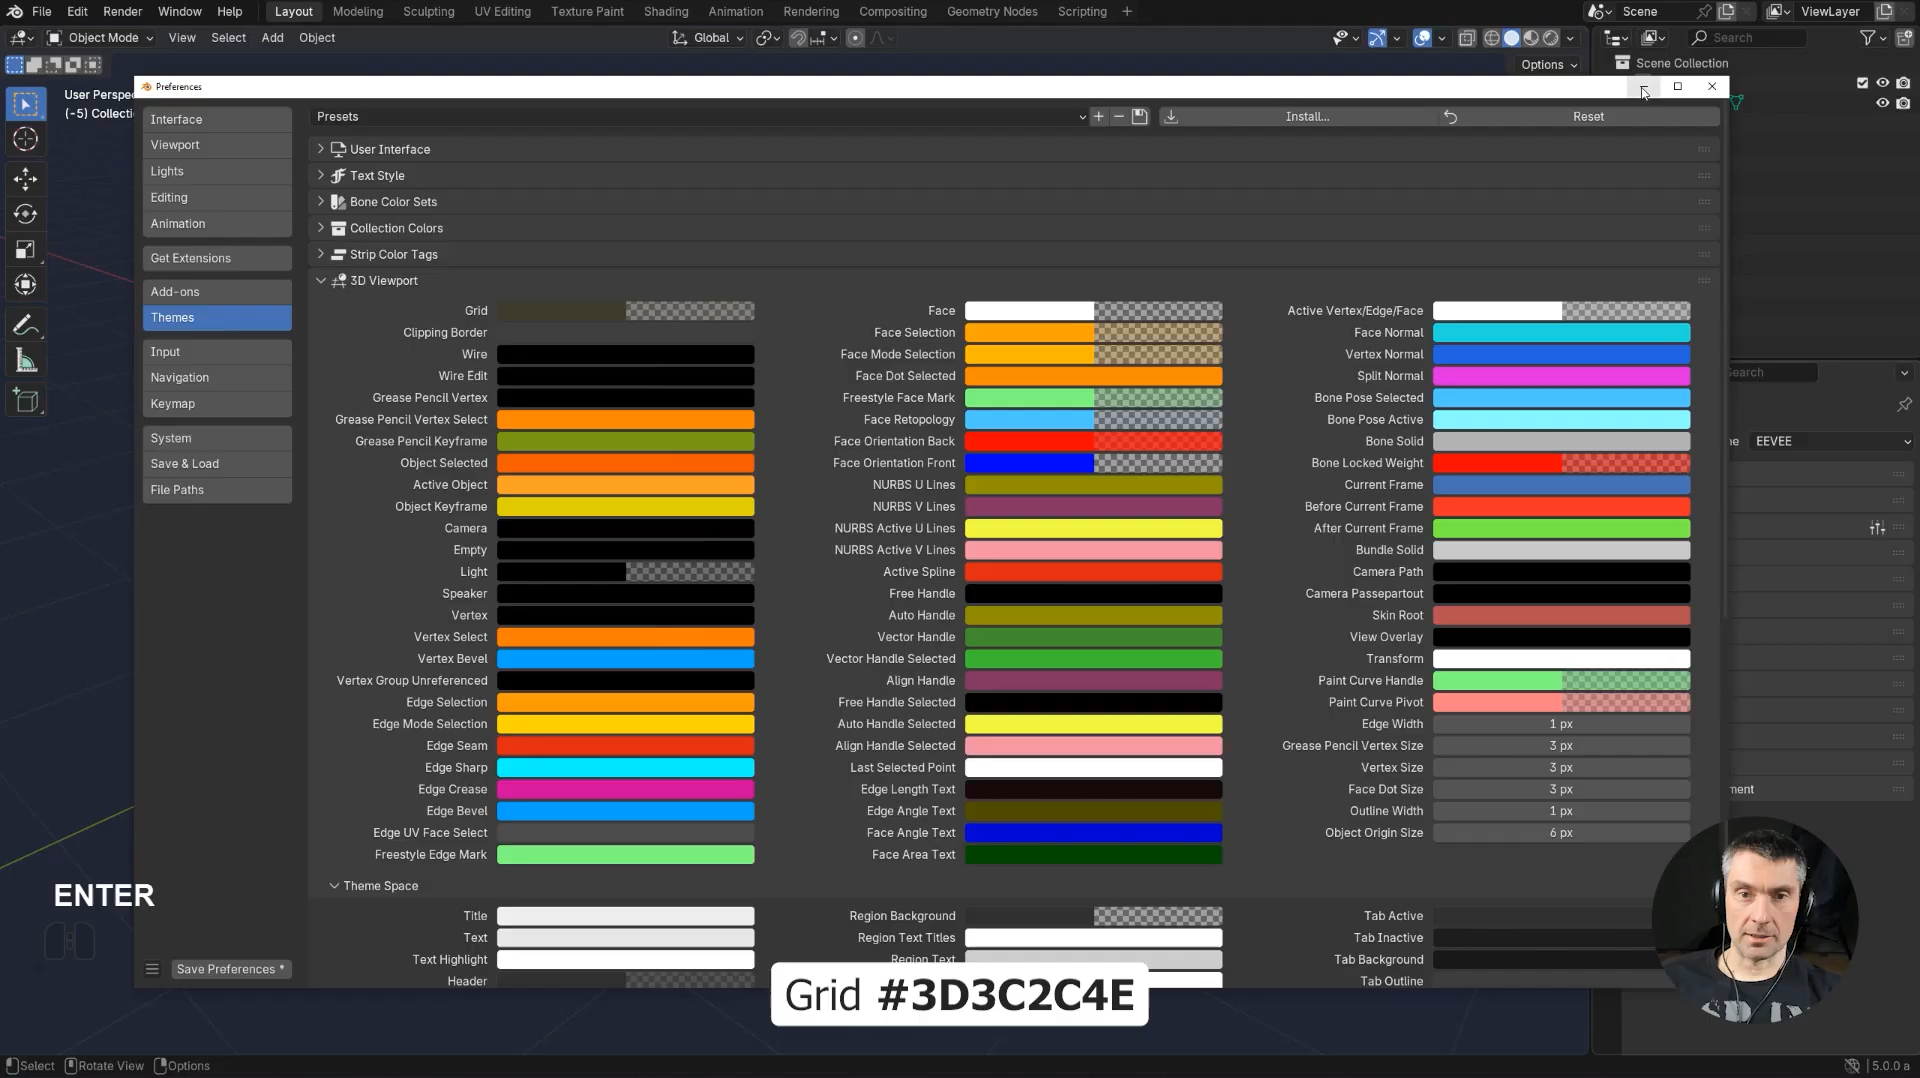 File Edit Render Window Help Layout Modeling Sculpting UV Editing Texture Paint Shading Animation Rendering Compositing Geometry Nodes Scripting + Scene ViewLayer
Object Mode View Select Add Object Global Search
Options Scene Collection
User Perspe
(-5) Collecti
Preferences
Interface
Viewport
Lights
Editing
Animation
Get Extensions
Add-ons
Themes
Input
Navigation
Keymap
System
Save & Load
File Paths
Save Preferences *
Presets Install... Reset
User Interface
Text Style
Bone Color Sets
Collection Colors
Strip Color Tags
3D Viewport
Grid
Clipping Border
Wire
Wire Edit
Grease Pencil Vertex
Grease Pencil Vertex Select
Grease Pencil Keyframe
Object Selected
Active Object
Object Keyframe
Camera
Empty
Light
Speaker
Vertex
Vertex Select
Vertex Bevel
Vertex Group Unreferenced
Edge Selection
Edge Mode Selection
Edge Seam
Edge Sharp
Edge Crease
Edge Bevel
Edge UV Face Select
Freestyle Edge Mark
Face
Face Selection
Face Mode Selection
Face Dot Selected
Freestyle Face Mark
Face Retopology
Face Orientation Back
Face Orientation Front
NURBS U Lines
NURBS V Lines
NURBS Active U Lines
NURBS Active V Lines
Active Spline
Free Handle
Auto Handle
Vector Handle
Vector Handle Selected
Align Handle
Free Handle Selected
Auto Handle Selected
Align Handle Selected
Last Selected Point
Edge Length Text
Edge Angle Text
Face Angle Text
Face Area Text
Active Vertex/Edge/Face
Face Normal
Vertex Normal
Split Normal
Bone Pose Selected
Bone Pose Active
Bone Solid
Bone Locked Weight
Current Frame
Before Current Frame
After Current Frame
Bundle Solid
Camera Path
Camera Passepartout
Skin Root
View Overlay
Transform
Paint Curve Handle
Paint Curve Pivot
Edge Width 1 px
Grease Pencil Vertex Size 3 px
Vertex Size 3 px
Face Dot Size 3 px
Outline Width 1 px
Object Origin Size 6 px
Theme Space
Title
Text
Text Highlight
Header
Region Background
Region Text Titles
Region Text
Tab Active
Tab Inactive
Tab Background
Tab Outline
Search
ne EEVEE
ment
ENTER
Grid #3D3C2C4E
Select Rotate View Options 5.0.0 a